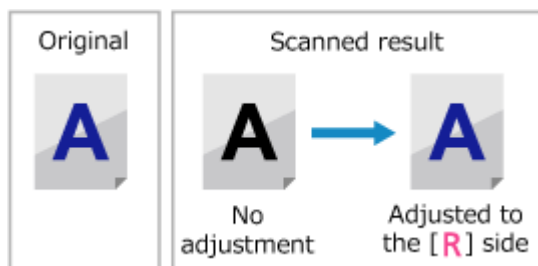 Original
A
Scanned result
A
A
No
adjustment
Adjusted to
the [R] side